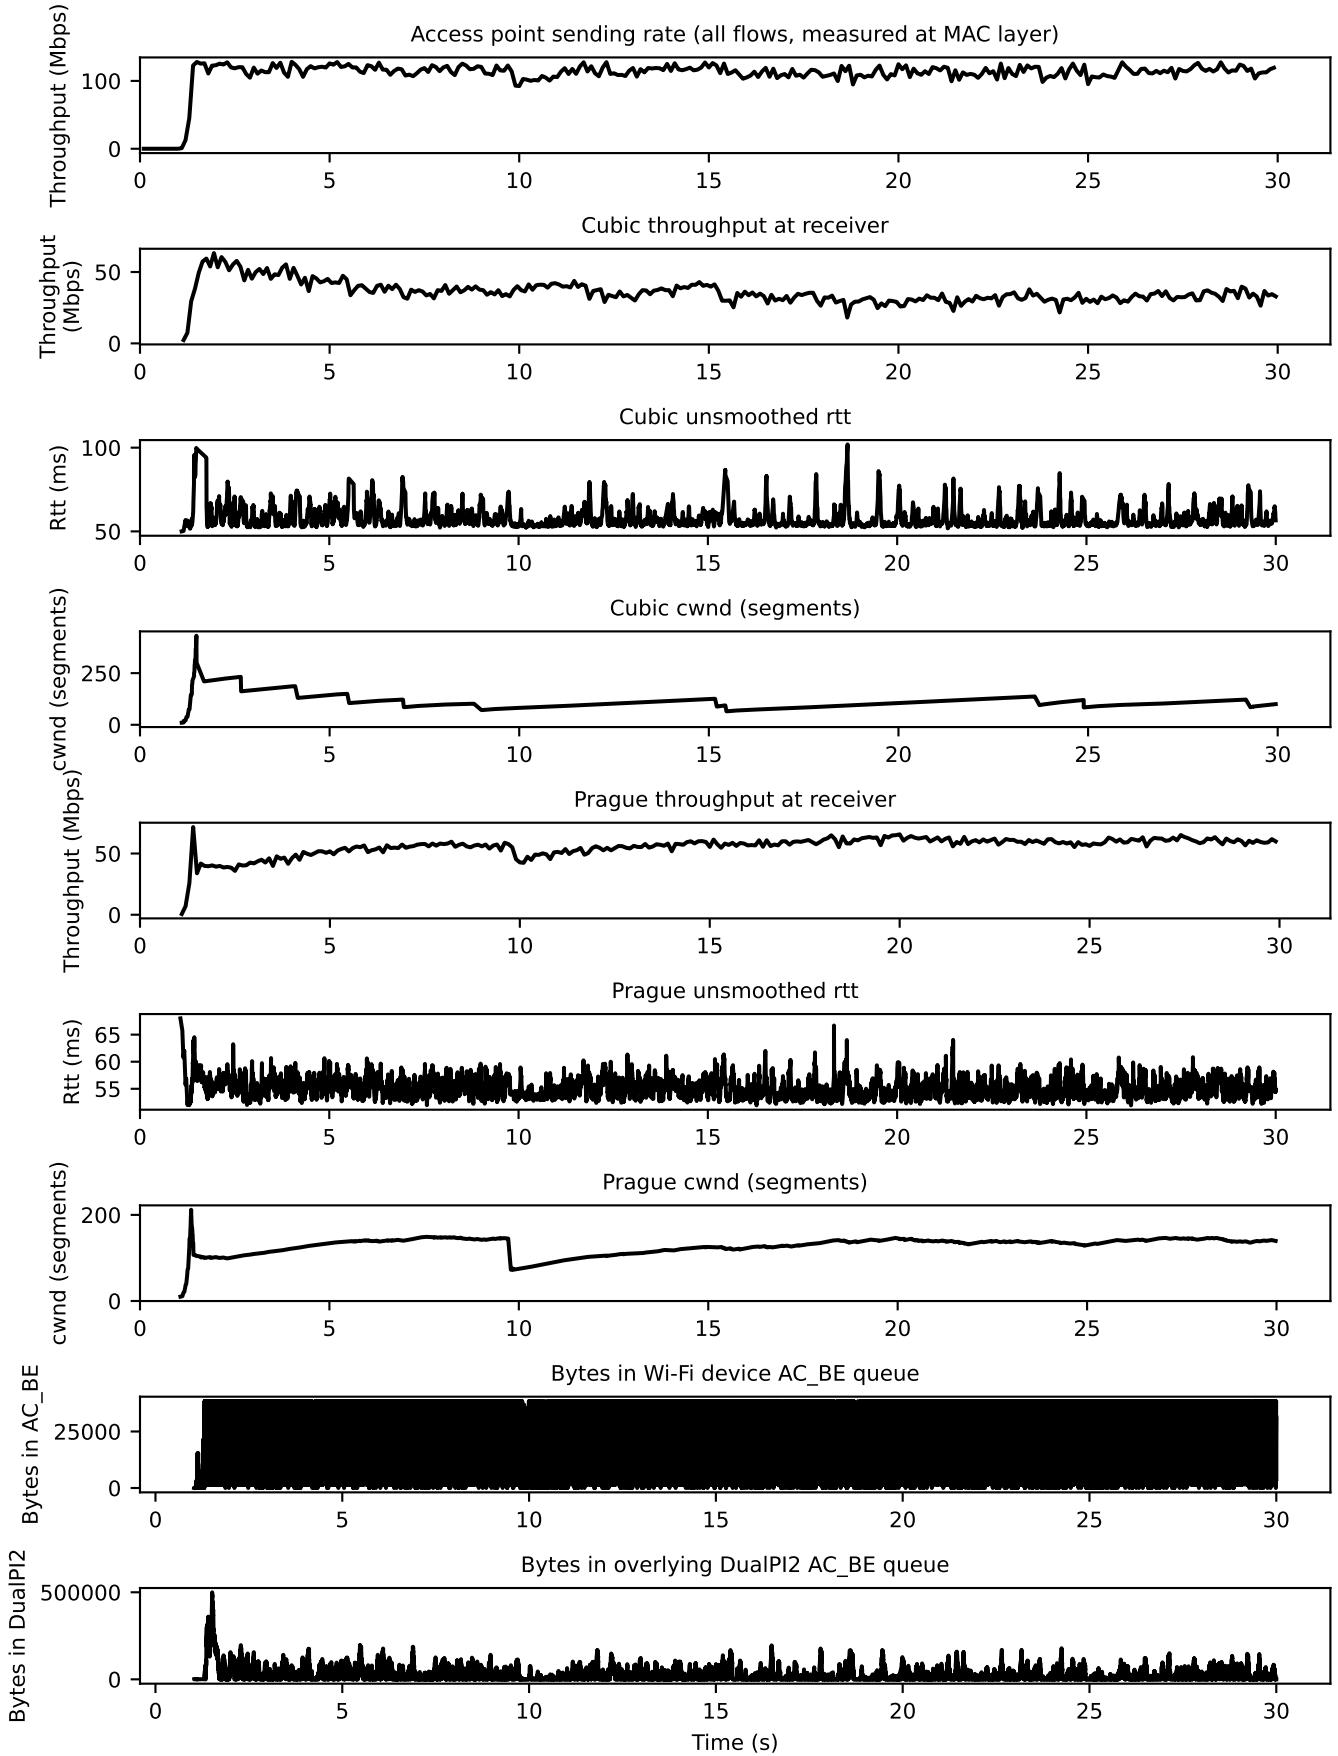 Access point sending rate (all flows, measured at MAC layer)
Throughput (Mbps)
100
0
0 5 10 15 20 25 30
Cubic throughput at receiver
Throughput
(Mbps)
50
0
0 5 10 15 20 25 30
Cubic unsmoothed rtt
Rtt (ms)
100
50
0 5 10 15 20 25 30
Cubic cwnd (segments)
cwnd (segments)
250
0
0 5 10 15 20 25 30
Prague throughput at receiver
Throughput (Mbps)
50
0
0 5 10 15 20 25 30
Prague unsmoothed rtt
Rtt (ms)
65
60
55
0 5 10 15 20 25 30
Prague cwnd (segments)
cwnd (segments)
200
0
0 5 10 15 20 25 30
Bytes in Wi-Fi device AC_BE queue
Bytes in AC_BE
25000
0
0 5 10 15 20 25 30
Bytes in overlying DualPI2 AC_BE queue
Bytes in DualPI2
500000
0
0 5 10 15 20 25 30
Time (s)